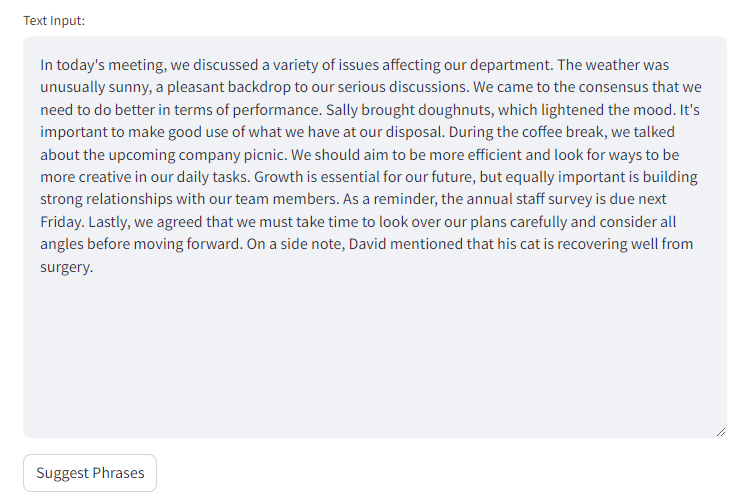 Text Input:
In today's meeting, we discussed a variety of issues affecting our department. The weather was
unusually sunny, a pleasant backdrop to our serious discussions. We came to the consensus that we
need to do better in terms of performance. Sally brought doughnuts, which lightened the mood. It's
important to make good use of what we have at our disposal. During the coffee break, we talked
about the upcoming company picnic. We should aim to be more efficient and look for ways to be
more creative in our daily tasks. Growth is essential for our future, but equally important is building
strong relationships with our team members. As a reminder, the annual staff survey is due next
Friday. Lastly, we agreed that we must take time to look over our plans carefully and consider all
angles before moving forward. On a side note, David mentioned that his cat is recovering well from
surgery.
Suggest Phrases